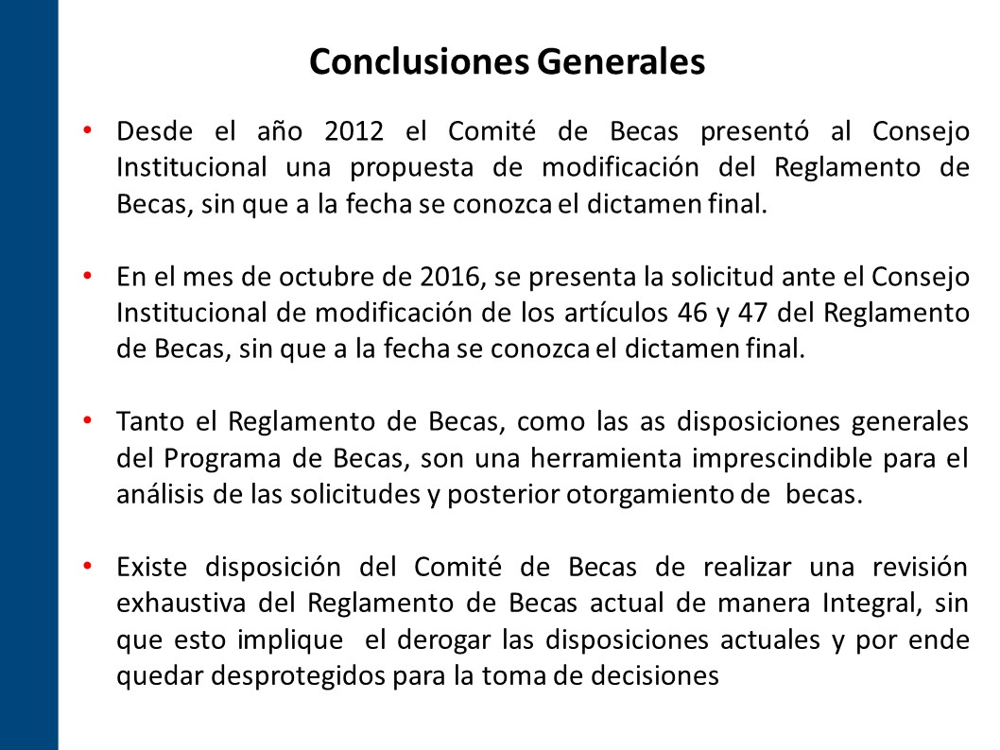 Conclusiones Generales
• Desde el año 2012 el Comité de Becas presentó al Consejo
Institucional una propuesta de modificación del Reglamento de
Becas, sin que a la fecha se conozca el dictamen final.
• En el mes de octubre de 2016, se presenta la solicitud ante el Consejo
Institucional de modificación de los artículos 46 y 47 del Reglamento
de Becas, sin que a la fecha se conozca el dictamen final.
• Tanto el Reglamento de Becas, como las as disposiciones generales
del Programa de Becas, son una herramienta imprescindible para el
análisis de las solicitudes y posterior otorgamiento de  becas.
• Existe disposición del Comité de Becas de realizar una revisión
exhaustiva del Reglamento de Becas actual de manera Integral, sin
que esto implique  el derogar las disposiciones actuales y por ende
quedar desprotegidos para la toma de decisiones